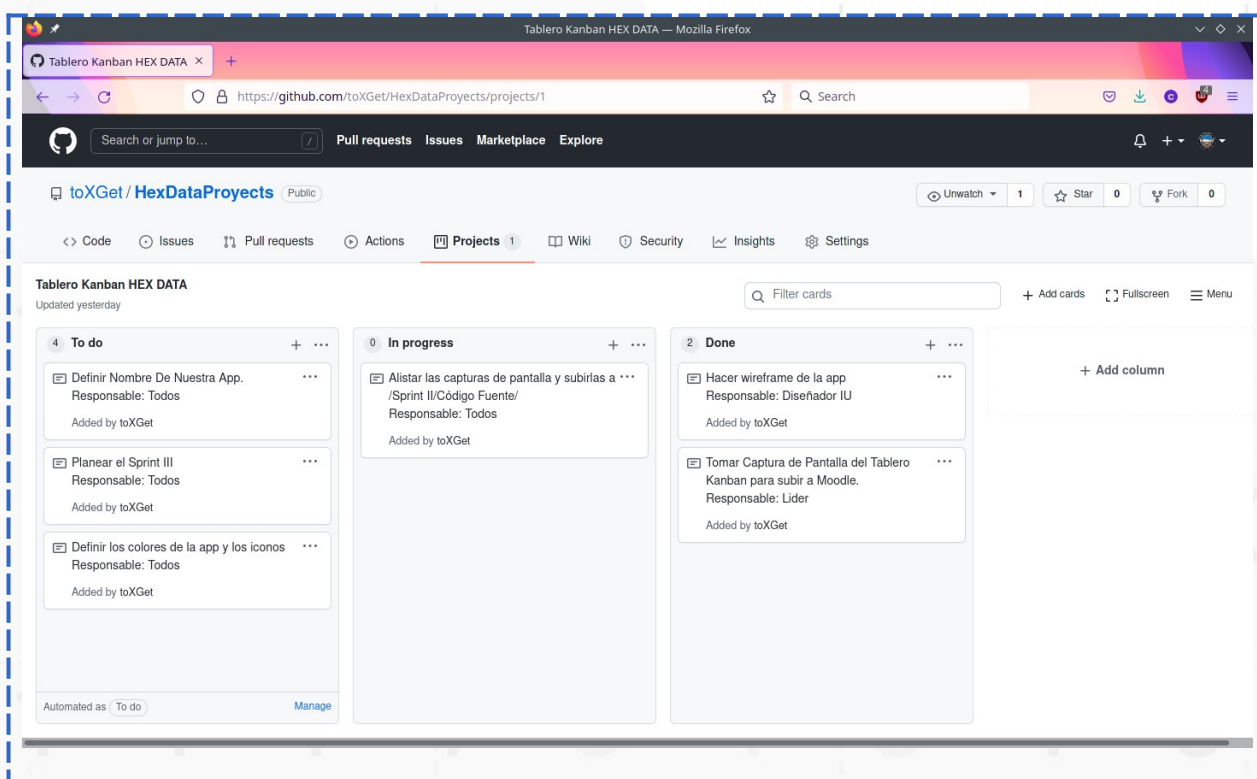 Tablero Kanban HEX DATA — Mozilla Firefox
Tablero Kanban HEX DATA
https://github.com/toXGet/HexDataProyects/projects/1
Search
4
Search or jump to...
/
Pull requests Issues Marketplace Explore
toXGet / HexDataProyects Public
Unwatch 1 Star 0 Fork 0
Code Issues Pull requests Actions Projects 1 Wiki Security Insights Settings
Tablero Kanban HEX DATA
Updated yesterday
Filter cards
+ Add cards Fullscreen Menu
4 To do
Definir Nombre De Nuestra App.
Responsable: Todos
Added by toXGet
Planear el Sprint III
Responsable: Todos
Added by toXGet
Definir los colores de la app y los iconos
Responsable: Todos
Added by toXGet
Automated as To do
Manage
0 In progress
Alistar las capturas de pantalla y subirlas a
/Sprint II/Código Fuente/
Responsable: Todos
Added by toXGet
2 Done
Hacer wireframe de la app
Responsable: Diseñador IU
Added by toXGet
Tomar Captura de Pantalla del Tablero
Kanban para subir a Moodle.
Responsable: Lider
Added by toXGet
+ Add column